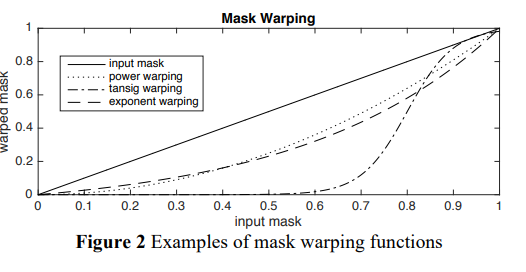 Mask Warping
1
0.8
0.6
0.4
0.2
0
warped mask
input mask
power warping
tansig warping
exponent warping
0 0.1 0.2 0.3 0.4 0.5 0.6 0.7 0.8 0.9 1
input mask
Figure 2 Examples of mask warping functions